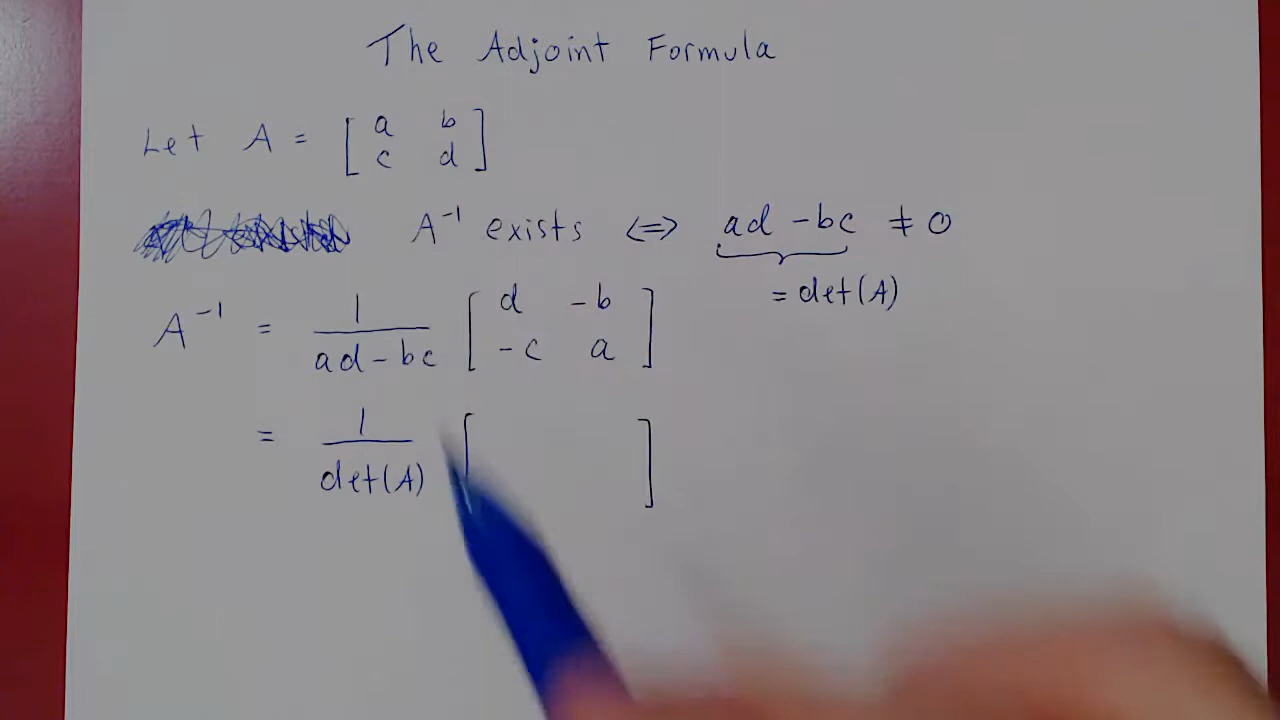 The Adjoint Formula
Let A = [a b
c d]
A⁻¹ exists ⇔ ad - bc ≠ 0
= det(A)
A⁻¹ = 1/(ad - bc) [d -b
-c a]
= 1/det(A) [ ]